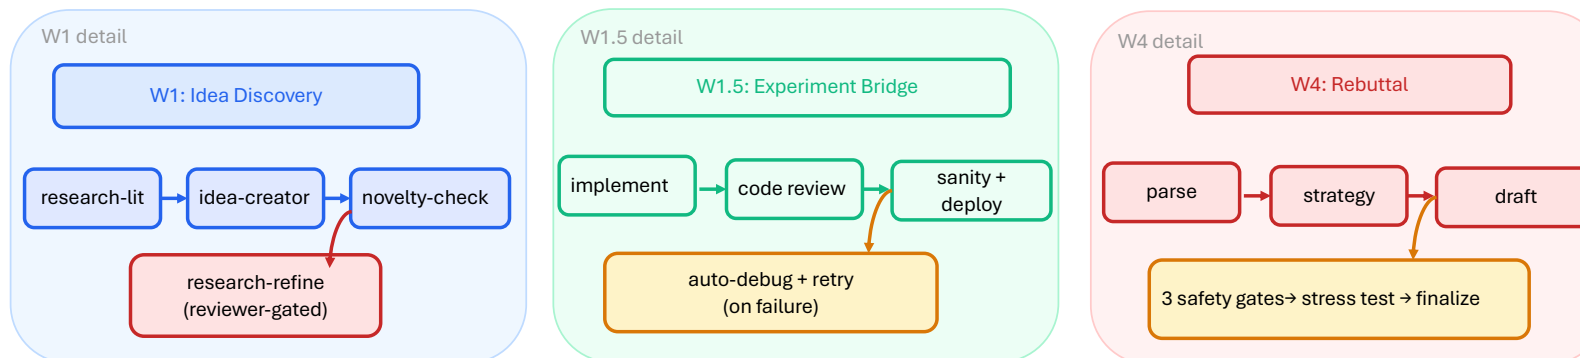 W1 detail
W1: Idea Discovery
research-lit
idea-creator
novelty-check
research-refine
(reviewer-gated)
W1.5 detail
W1.5: Experiment Bridge
implement
code review
sanity +
deploy
auto-debug + retry
(on failure)
W4 detail
W4: Rebuttal
parse
strategy
draft
3 safety gates→ stress test → finalize